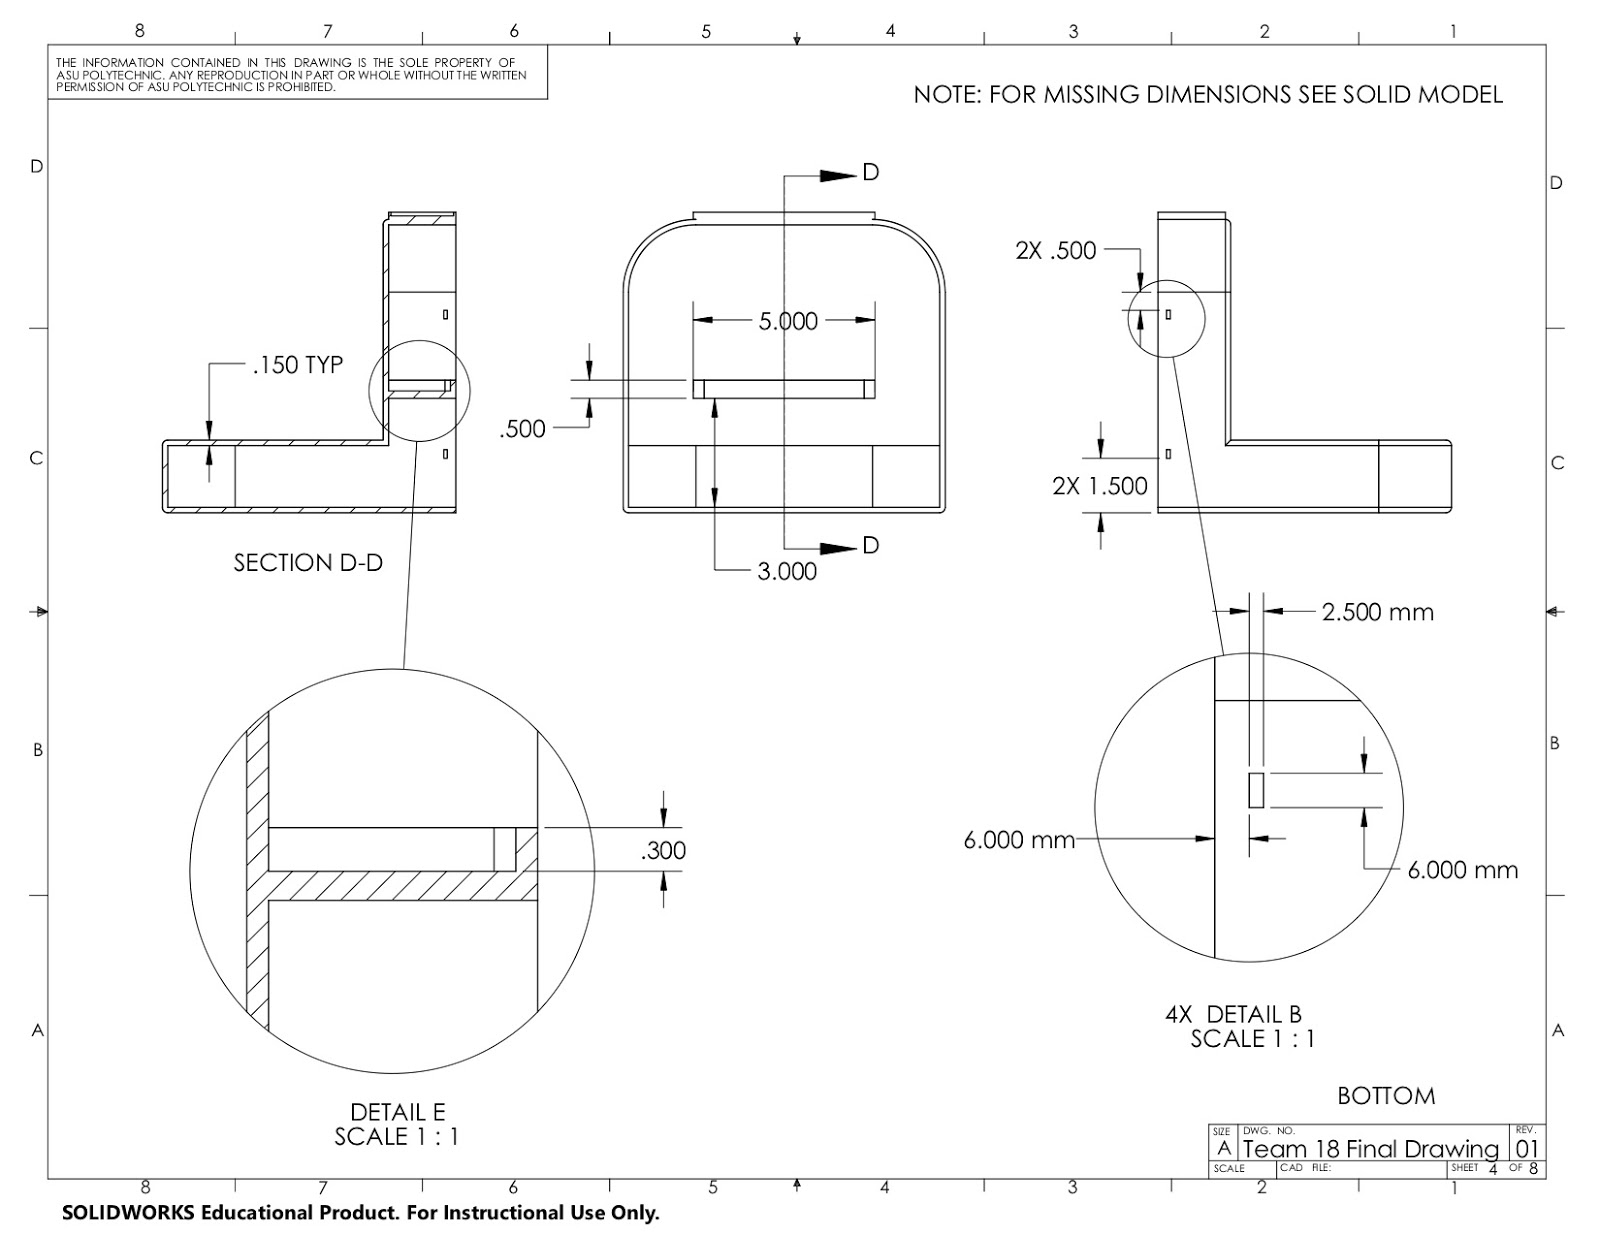 8 7 6 5 4 3 2 1
THE INFORMATION CONTAINED IN THIS DRAWING IS THE SOLE PROPERTY OF
ASU POLYTECHNIC. ANY REPRODUCTION IN PART OR WHOLE WITHOUT THE WRITTEN
PERMISSION OF ASU POLYTECHNIC IS PROHIBITED.
NOTE: FOR MISSING DIMENSIONS SEE SOLID MODEL
D D
D
2X .500
5.000
.150 TYP
.500
C C
2X 1.500
D
SECTION D-D
3.000
2.500 mm
B B
6.000 mm
.300
6.000 mm
4X DETAIL B
SCALE 1 : 1
A A
BOTTOM
DETAIL E
SCALE 1 : 1
SIZE DWG. NO. REV.
A Team 18 Final Drawing 01
SCALE CAD FILE: SHEET 4 OF 8
8 7 6 5 4 3 2 1
SOLIDWORKS Educational Product. For Instructional Use Only.